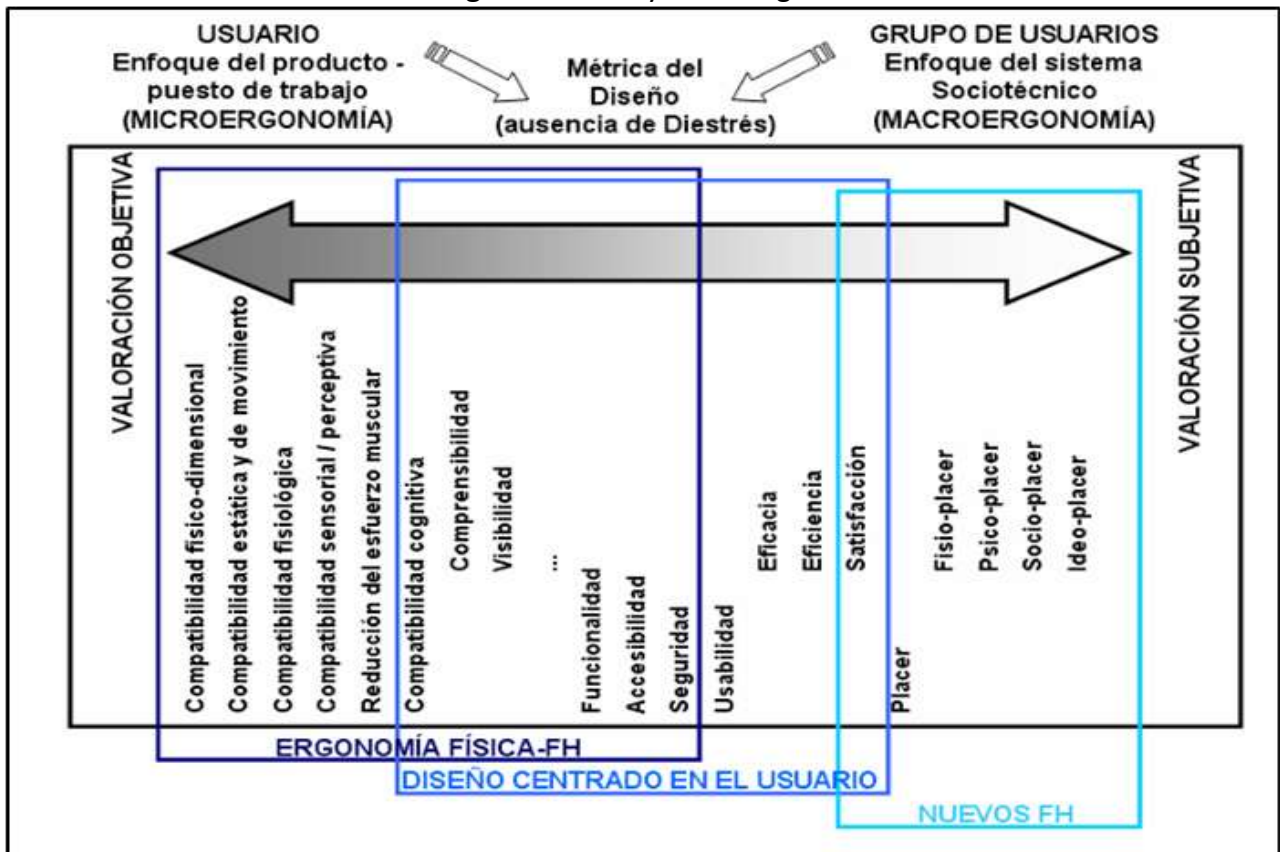 USUARIO
Enfoque del producto -
puesto de trabajo
(MICROERGONOMÍA)
Métrica del
Diseño
(ausencia de Diestrés)
GRUPO DE USUARIOS
Enfoque del sistema
Sociotécnico
(MACROERGONOMÍA)
VALORACIÓN OBJETIVA
Compatibilidad físico-dimensional
Compatibilidad estática y de movimiento
Compatibilidad fisiológica
Compatibilidad sensorial / perceptiva
Reducción del esfuerzo muscular
Compatibilidad cognitiva
Comprensibilidad
Visibilidad
...
Funcionalidad
Accesibilidad
Seguridad
Usabilidad
Eficacia
Eficiencia
Satisfacción
Placer
Fisio-placer
Psico-placer
Socio-placer
Ideo-placer
VALORACIÓN SUBJETIVA
ERGONOMÍA FÍSICA-FH
DISEÑO CENTRADO EN EL USUARIO
NUEVOS FH